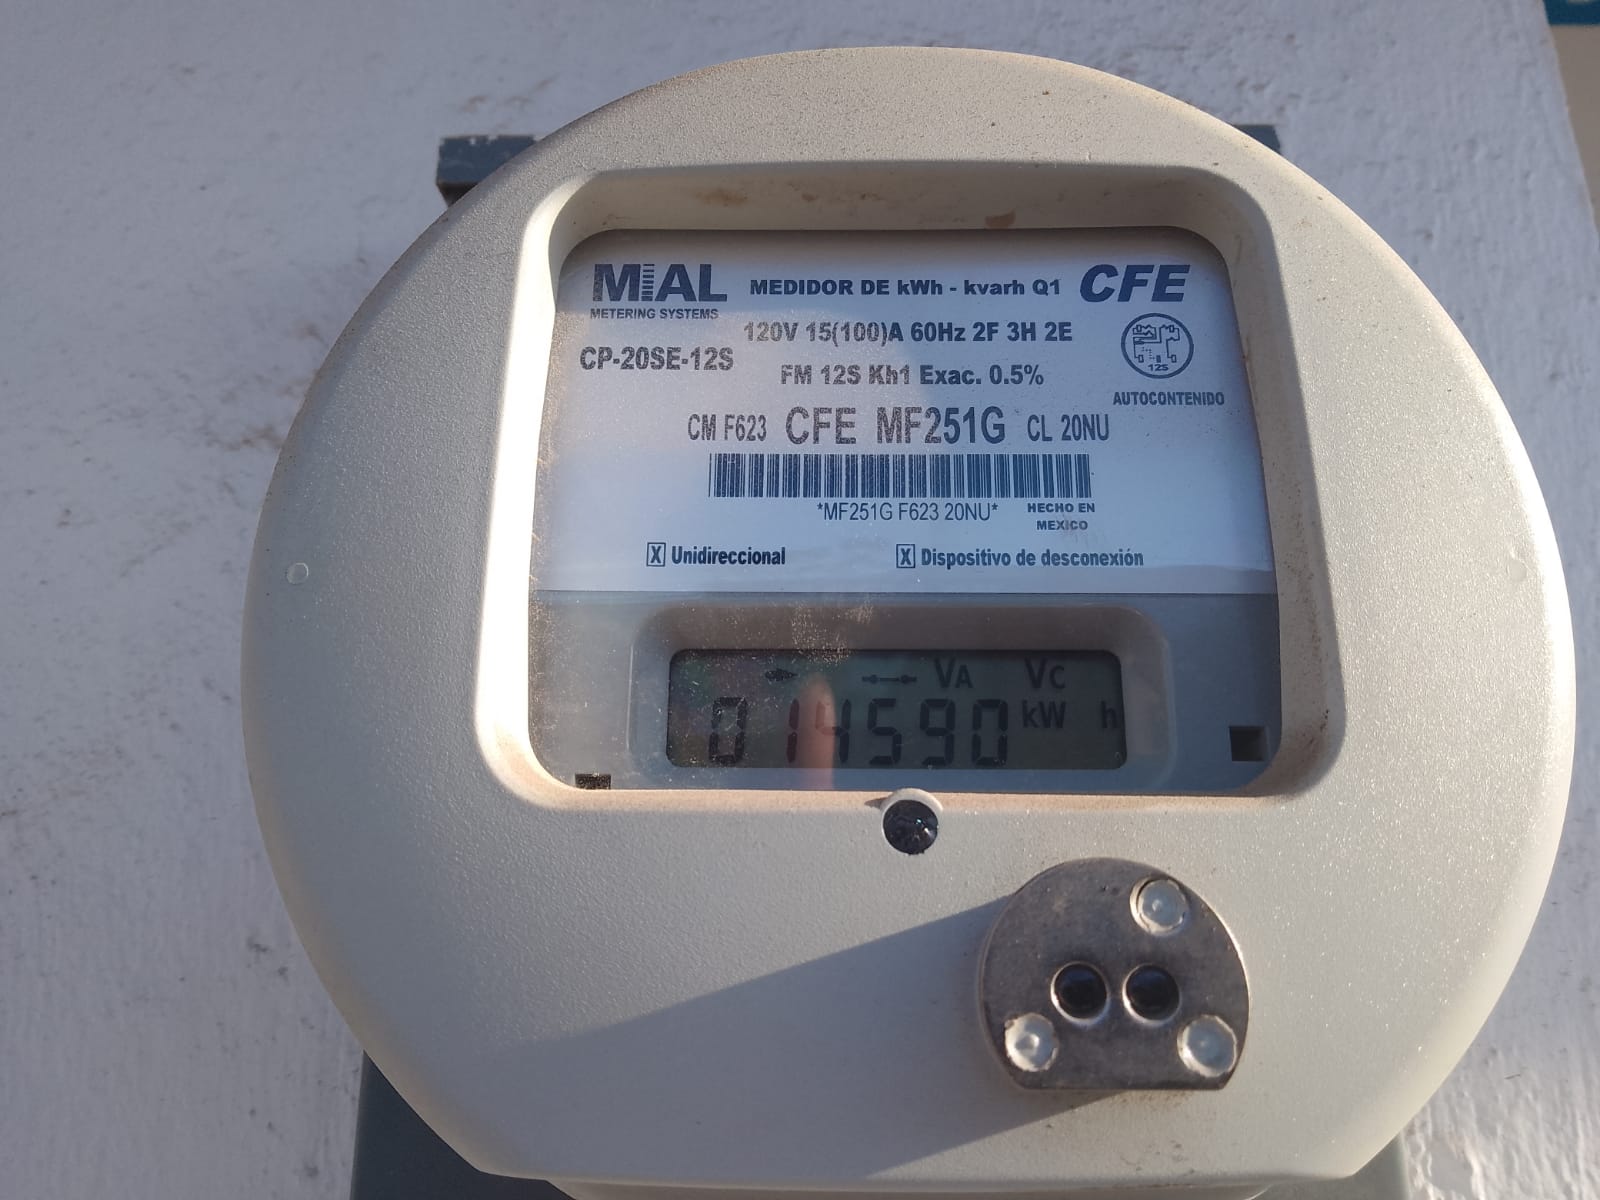 MIAL
METERING SYSTEMS
MEDIDOR DE kWh - kvarh Q1
CFE
120V 15(100)A 60Hz 2F 3H 2E
CP-20SE-12S
FM 12S Kh1 Exac. 0.5%
12S
AUTOCONTENIDO
CM F623 CFE MF251G CL 20NU
*MF251G F623 20NU*
HECHO EN
MEXICO
X Unidireccional
X Dispositivo de desconexión
VA VC
014590 kW h